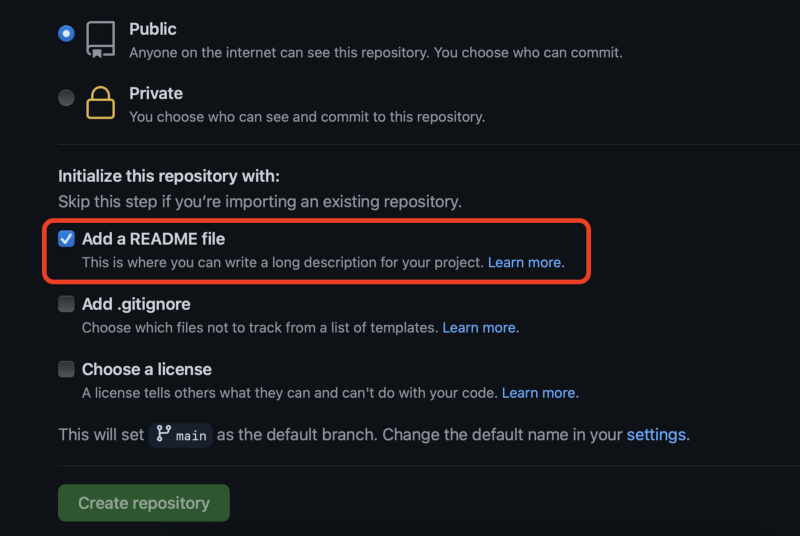 Public
Anyone on the internet can see this repository. You choose who can commit.
Private
You choose who can see and commit to this repository.
Initialize this repository with:
Skip this step if you’re importing an existing repository.
Add a README file
This is where you can write a long description for your project. Learn more.
Add .gitignore
Choose which files not to track from a list of templates. Learn more.
Choose a license
A license tells others what they can and can't do with your code. Learn more.
This will set main as the default branch. Change the default name in your settings.
Create repository